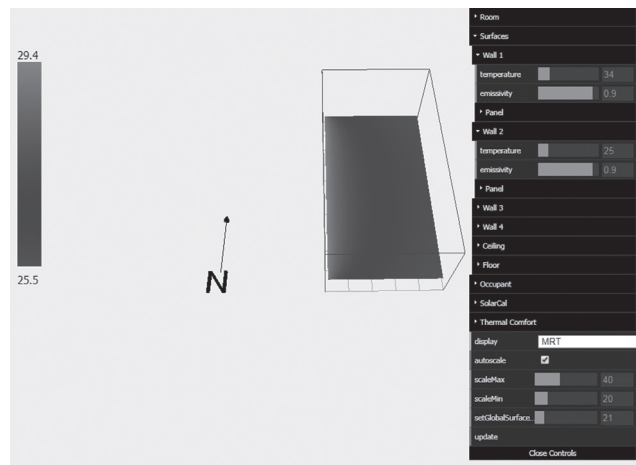 29.4
25.5
N
Room
Surfaces
Wall 1
temperature 34
emissivity 0.9
Panel
Wall 2
temperature 25
emissivity 0.9
Panel
Wall 3
Wall 4
Ceiling
Floor
Occupant
SolarCal
Thermal Comfort
display MRT
autoscale
scaleMax 40
scaleMin 20
setGlobalSurface... 21
update
Close Controls